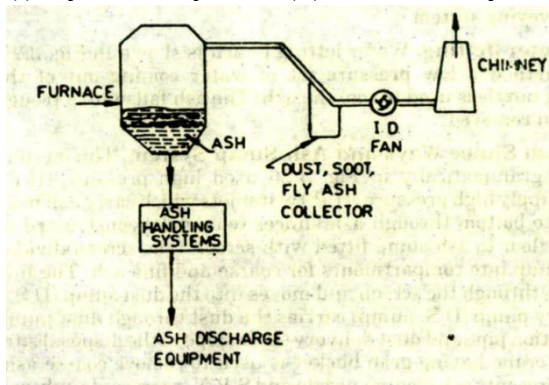 CHIMNEY
FURNACE
I.D.
FAN
ASH
DUST, SOOT,
FLY ASH
COLLECTOR
ASH
HANDLING
SYSTEMS
ASH DISCHARGE
EQUIPMENT